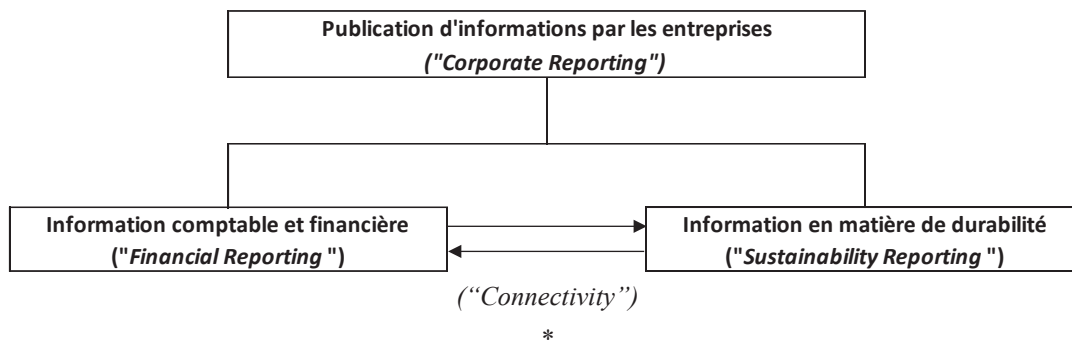 Publication d'informations par les entreprises
("Corporate Reporting")
Information comptable et financière
("Financial Reporting ")
Information en matière de durabilité
("Sustainability Reporting ")
(“Connectivity”)
*